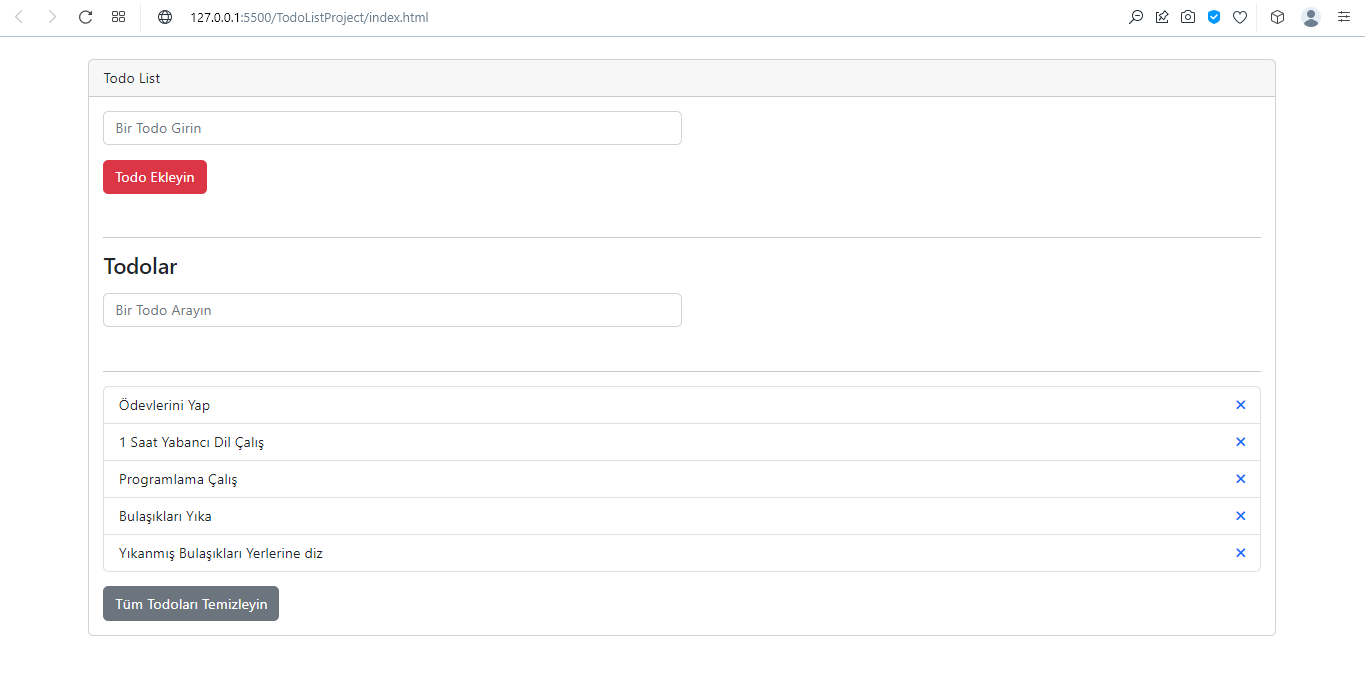 127.0.0.1:5500/TodoListProject/index.html
Todo List
Bir Todo Girin
Todo Ekleyin
Todolar
Bir Todo Arayın
Ödevlerini Yap
1 Saat Yabancı Dil Çalış
Programlama Çalış
Bulaşıkları Yıka
Yıkanmış Bulaşıkları Yerlerine diz
Tüm Todoları Temizleyin